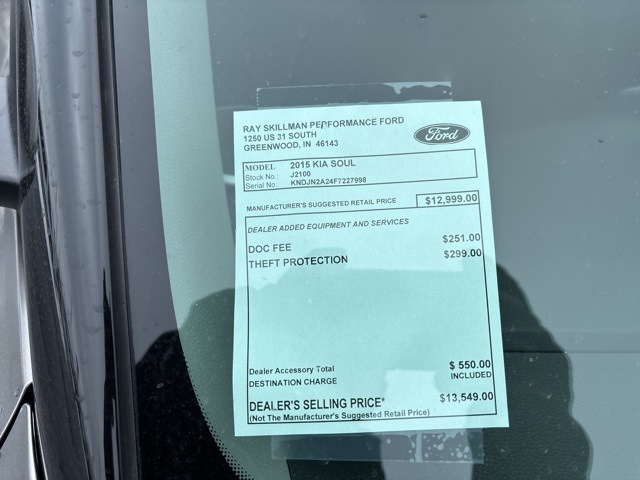 RAY SKILLMAN PERFORMANCE FORD
1250 US 31 SOUTH
GREENWOOD, IN 46143
Ford
MODEL 2015 KIA SOUL
Stock No.: J2100
Serial No.: KNDJN2A24F7227998
MANUFACTURER'S SUGGESTED RETAIL PRICE $12,999.00
DEALER ADDED EQUIPMENT AND SERVICES
DOC FEE $251.00
THEFT PROTECTION $299.00
Dealer Accessory Total $ 550.00
DESTINATION CHARGE INCLUDED
DEALER'S SELLING PRICE* $13,549.00
(Not The Manufacturer's Suggested Retail Price)